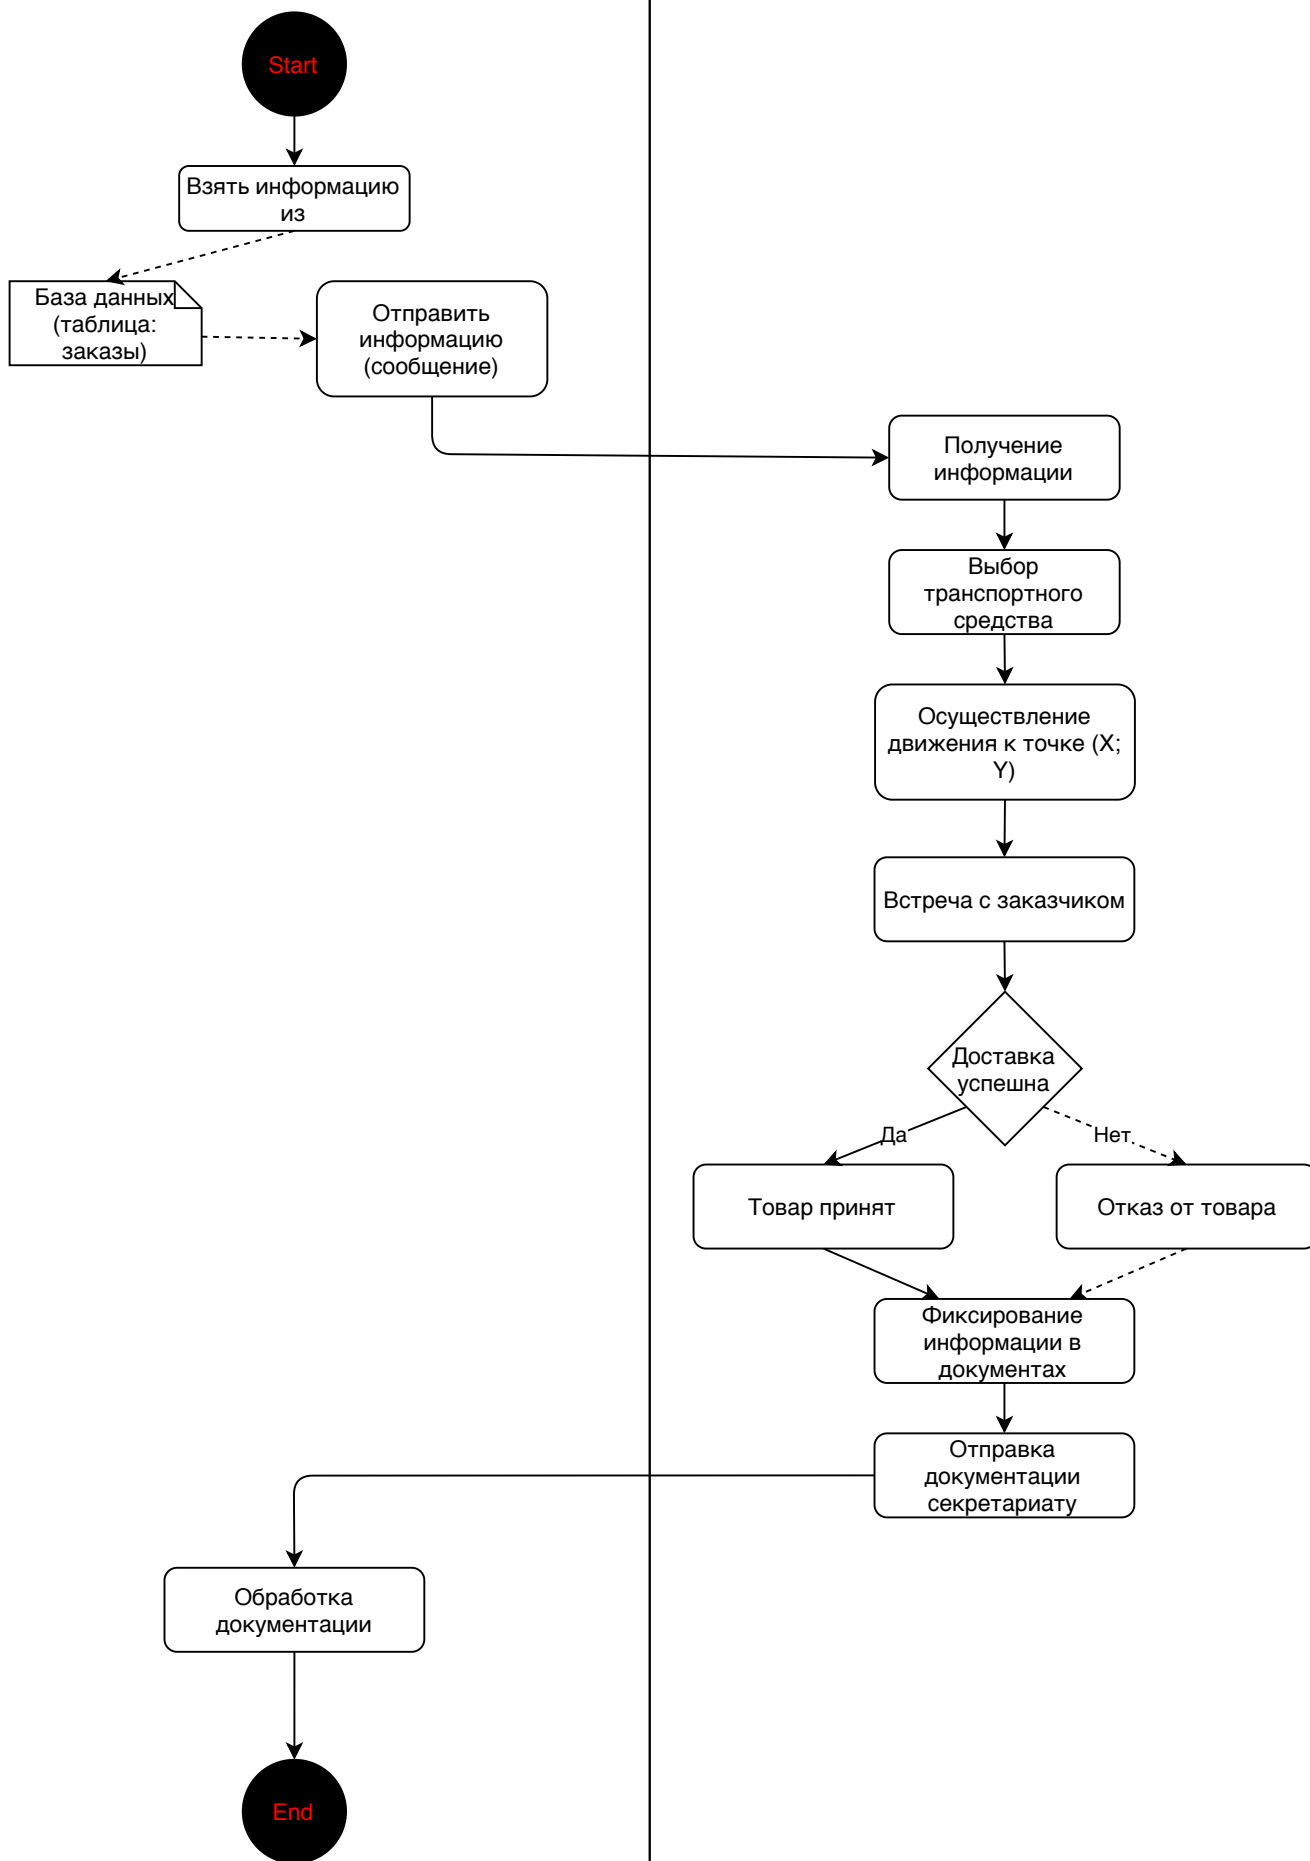 Start
Взять информацию
из
База данных
(таблица:
заказы)
Отправить
информацию
(сообщение)
Получение
информации
Выбор
транспортного
средства
Осуществление
движения к точке (X;
Y)
Встреча с заказчиком
Доставка
успешна
Да
Нет
Товар принят
Отказ от товара
Фиксирование
информации в
документах
Отправка
документации
секретариату
Обработка
документации
End